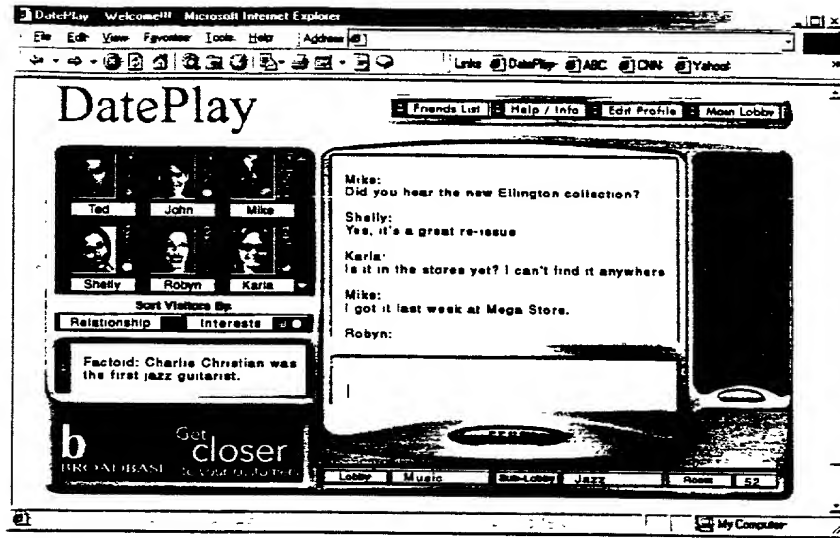 DatePlay Welcome!!! Microsoft Internet Explorer
File Edit View Favorites Tools Help Address
Links DatePlay ABC CNN Yahoo!
DatePlay
Friends List Help / Info Edit Profile Main Lobby
Ted John Mike
Shelly Robyn Karla
Sort Visitors By
Relationship Interests
Factoid: Charlie Christian was
the first jazz guitarist.
b
BROADBASE
Get
closer
to your customers
Mike:
Did you hear the new Ellington collection?
Shelly:
Yes, it's a great re-issue
Karla:
Is it in the stores yet? I can't find it anywhere
Mike:
I got it last week at Mega Store.
Robyn:
SEND
Lobby Music Sub-Lobby Jazz Room 52
My Computer